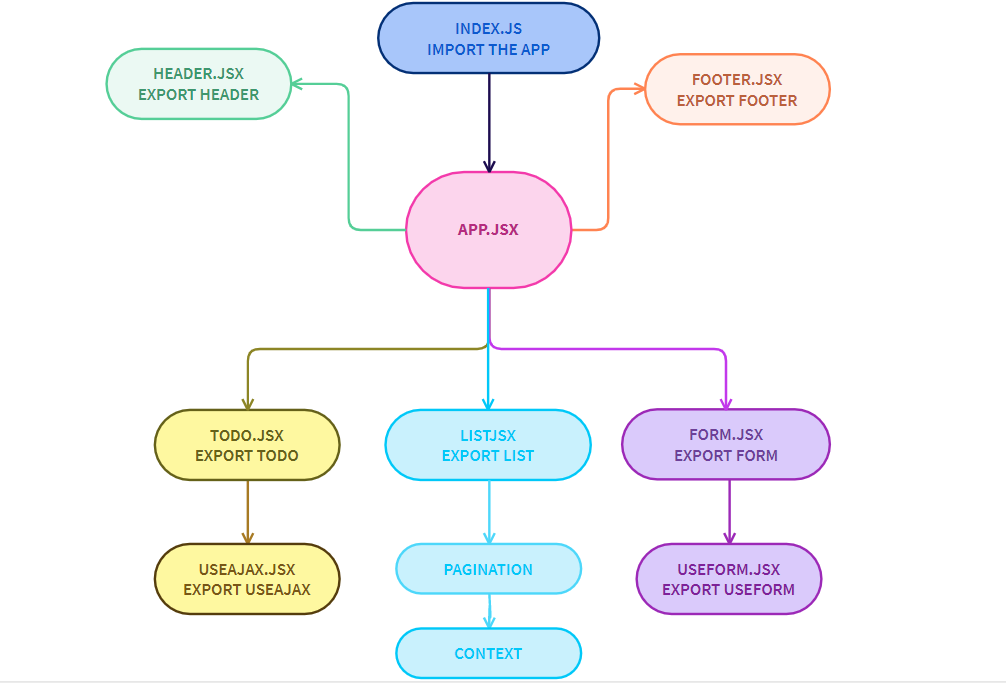 INDEX.JS
IMPORT THE APP
HEADER.JSX
EXPORT HEADER
FOOTER.JSX
EXPORT FOOTER
APP.JSX
TODO.JSX
EXPORT TODO
LISTJSX
EXPORT LIST
FORM.JSX
EXPORT FORM
USEAJAX.JSX
EXPORT USEAJAX
PAGINATION
USEFORM.JSX
EXPORT USEFORM
CONTEXT